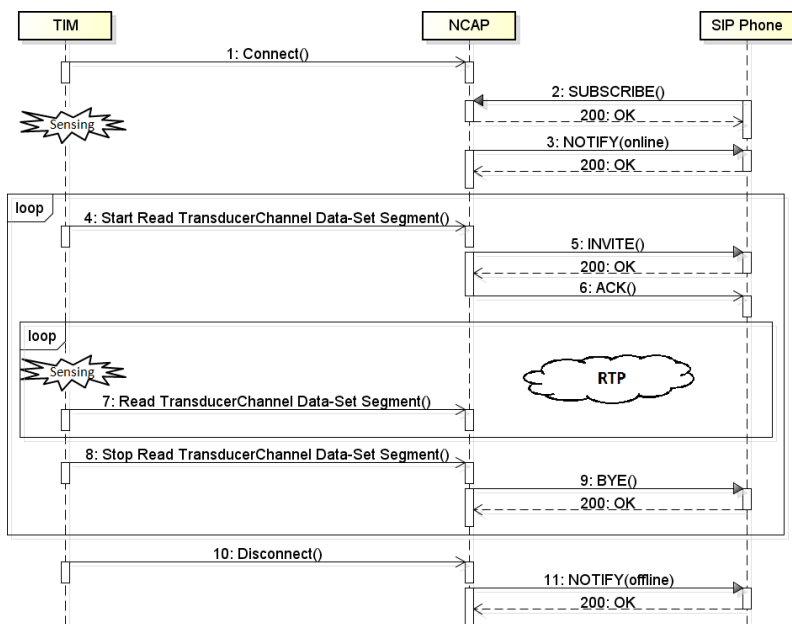 TIM
NCAP
SIP Phone
1: Connect()
2: SUBSCRIBE()
200: OK
Sensing
3: NOTIFY(online)
200: OK
loop
4: Start Read TransducerChannel Data-Set Segment()
5: INVITE()
200: OK
6: ACK()
loop
Sensing
RTP
7: Read TransducerChannel Data-Set Segment()
8: Stop Read TransducerChannel Data-Set Segment()
9: BYE()
200: OK
10: Disconnect()
11: NOTIFY(offline)
200: OK